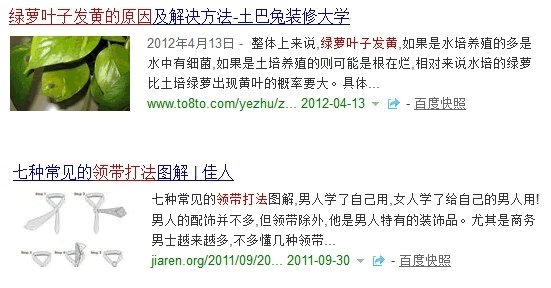 绿萝叶子发黄的原因及解决方法-土巴兔装修大学
2012年4月13日 - 整体上来说,绿萝叶子发黄,如果是水培养殖的多是
水中有细菌,如果是土培养殖的则可能是根在烂,相对来说水培的绿萝
比土培绿萝出现黄叶的概率要大。具体...
www.to8to.com/yezhu/z... 2012-04-13 - 百度快照
七种常见的领带打法图解 | 佳人
七种常见的领带打法图解,男人学了自己用,女人学了给自己的男人用!
男人的配饰并不多,但领带除外,他是男人特有的装饰品。尤其是商务
男士越来越多,不多懂几种领带...
jiaren.org/2011/09/20... 2011-09-30 - 百度快照